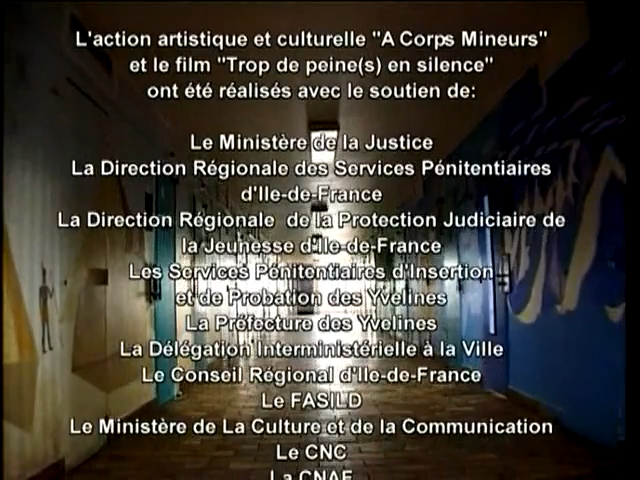 L'action artistique et culturelle "A Corps Mineurs"
et le film "Trop de peine(s) en silence"
ont été réalisés avec le soutien de:
Le Ministère de la Justice
La Direction Régionale des Services Pénitentiaires
d'Ile-de-France
La Direction Régionale de la Protection Judiciaire de
la Jeunesse d'Ile-de-France
Les Services Pénitentiaires d'Insertion
et de Probation des Yvelines
La Préfecture des Yvelines
La Délégation Interministérielle à la Ville
Le Conseil Régional d'Ile-de-France
Le FASILD
Le Ministère de La Culture et de la Communication
Le CNC
La CNAF